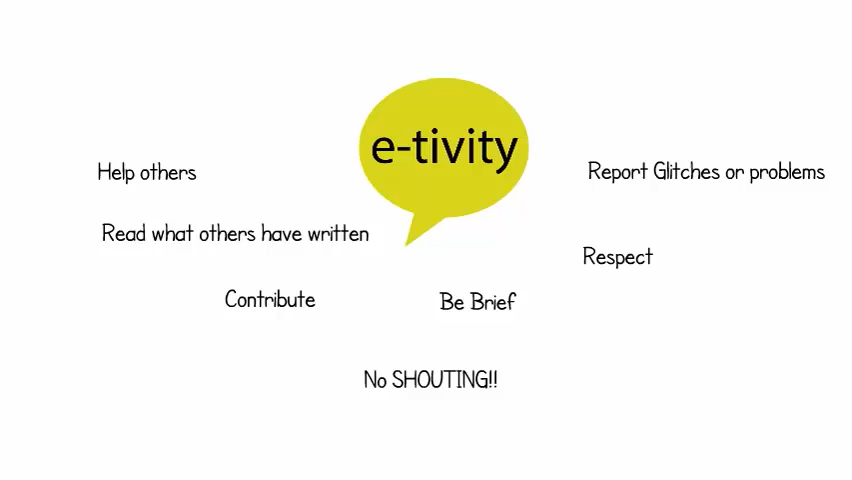 e-tivity
Help others
Report Glitches or problems
Read what others have written
Respect
Contribute
Be Brief
No SHOUTING!!